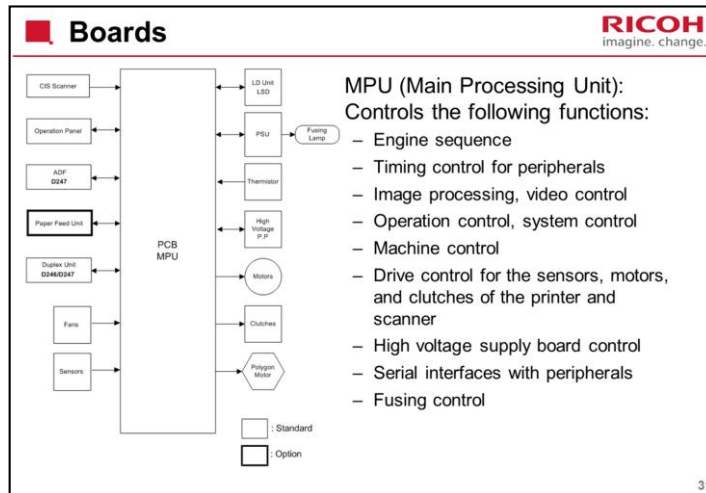 Boards
RICOH
imagine. change.
CIS Scanner
Operation Panel
ADF
D247
Paper Feed Unit
Duplex Unit
D246/D247
Fans
Sensors
PCB
MPU
LD Unit
LSD
PSU
Fusing
Lamp
Thermistor
High
Voltage
P.P
Motors
Clutches
Polygon
Motor
: Standard
: Option
MPU (Main Processing Unit):
Controls the following functions:
– Engine sequence
– Timing control for peripherals
– Image processing, video control
– Operation control, system control
– Machine control
– Drive control for the sensors, motors,
and clutches of the printer and
scanner
– High voltage supply board control
– Serial interfaces with peripherals
– Fusing control
3